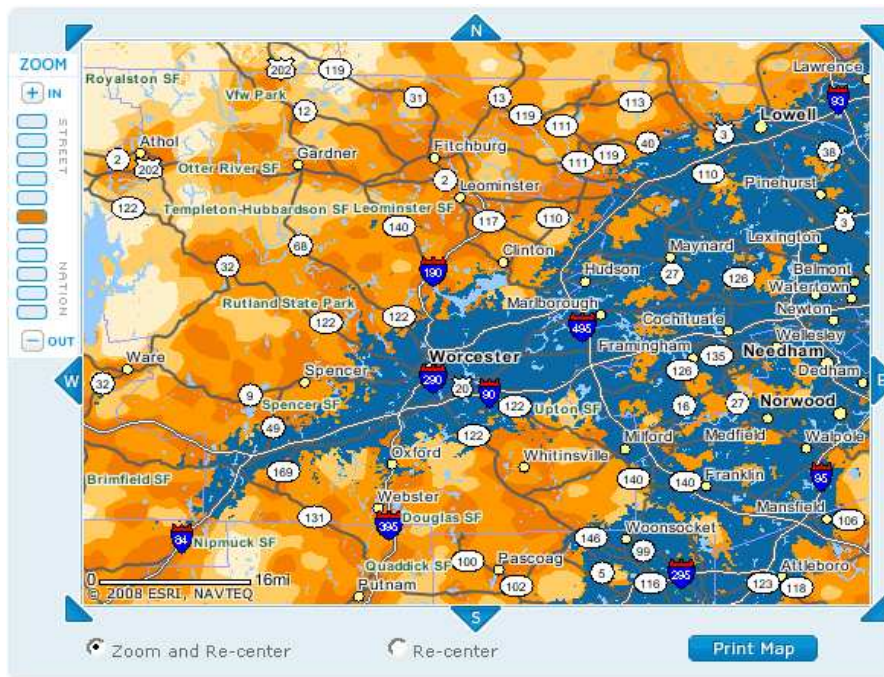 N
ZOOM
IN
STREET
NATION
OUT
W
E
S
Royalston SF
202
119
Lawrence
93
Vfw Park
31
13
113
12
119
111
3
Lowell
Athol
2
202
Gardner
Fitchburg
40
38
111
119
Otter River SF
2
110
Pinehurst
Leominster
122
Templeton-Hubbardson SF
Leominster SF
140
117
110
3
68
Clinton
Maynard
Lexington
32
190
Hudson
27
126
Belmont
Watertown
Rutland State Park
122
122
Marlborough
495
Cochituate
Newton
Wellesley
Framingham
135
Needham
Ware
Worcester
126
Dedham
Spencer
290
20
90
32
9
Spencer SF
122
Upton SF
16
27
Norwood
49
122
Milford
Medfield
Walpole
Oxford
Whitinsville
169
Brimfield SF
140
140
Franklin
95
Webster
Mansfield
131
395
Douglas SF
106
84
Nipmuck SF
146
Woonsocket
99
Quaddick SF
100
Pascoag
5
295
Attleboro
0
16mi
Putnam
102
116
123
118
© 2008 ESRI, NAVTEQ
Zoom and Re-center
Re-center
Print Map